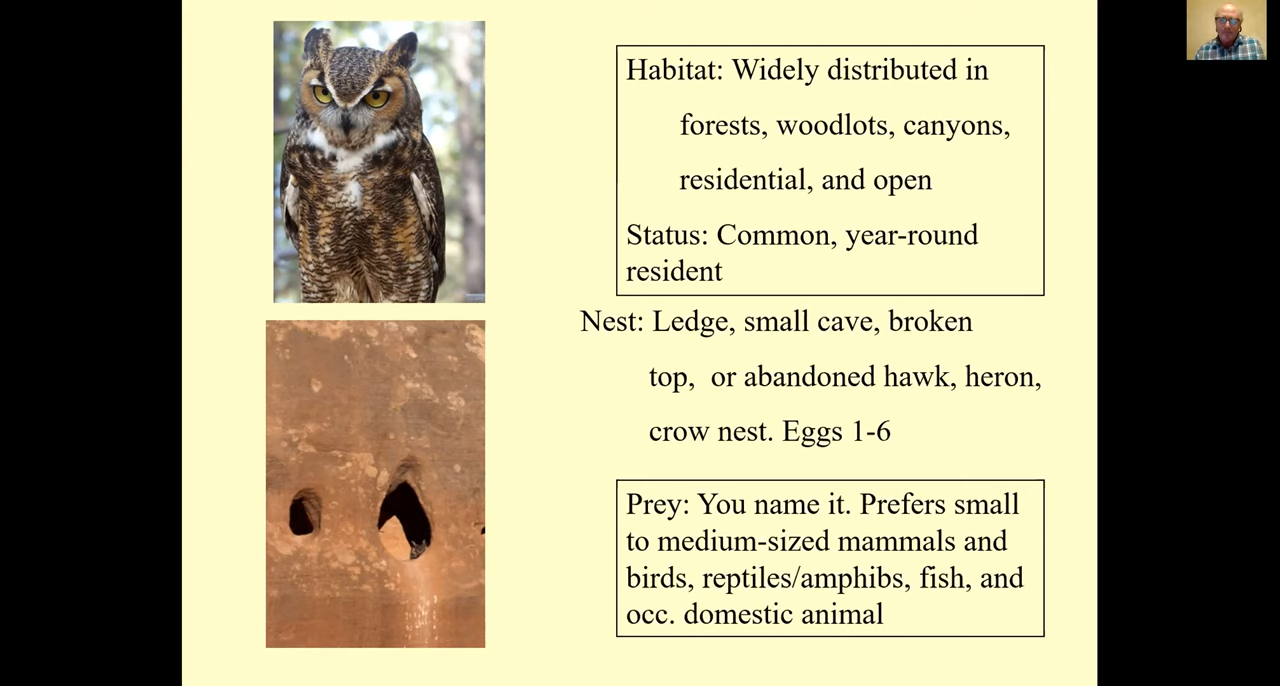 Habitat: Widely distributed in
forests, woodlots, canyons,
residential, and open
Status: Common, year-round
resident
Nest: Ledge, small cave, broken
top,  or abandoned hawk, heron,
crow nest. Eggs 1-6
Prey: You name it. Prefers small
to medium-sized mammals and
birds, reptiles/amphibs, fish, and
occ. domestic animal